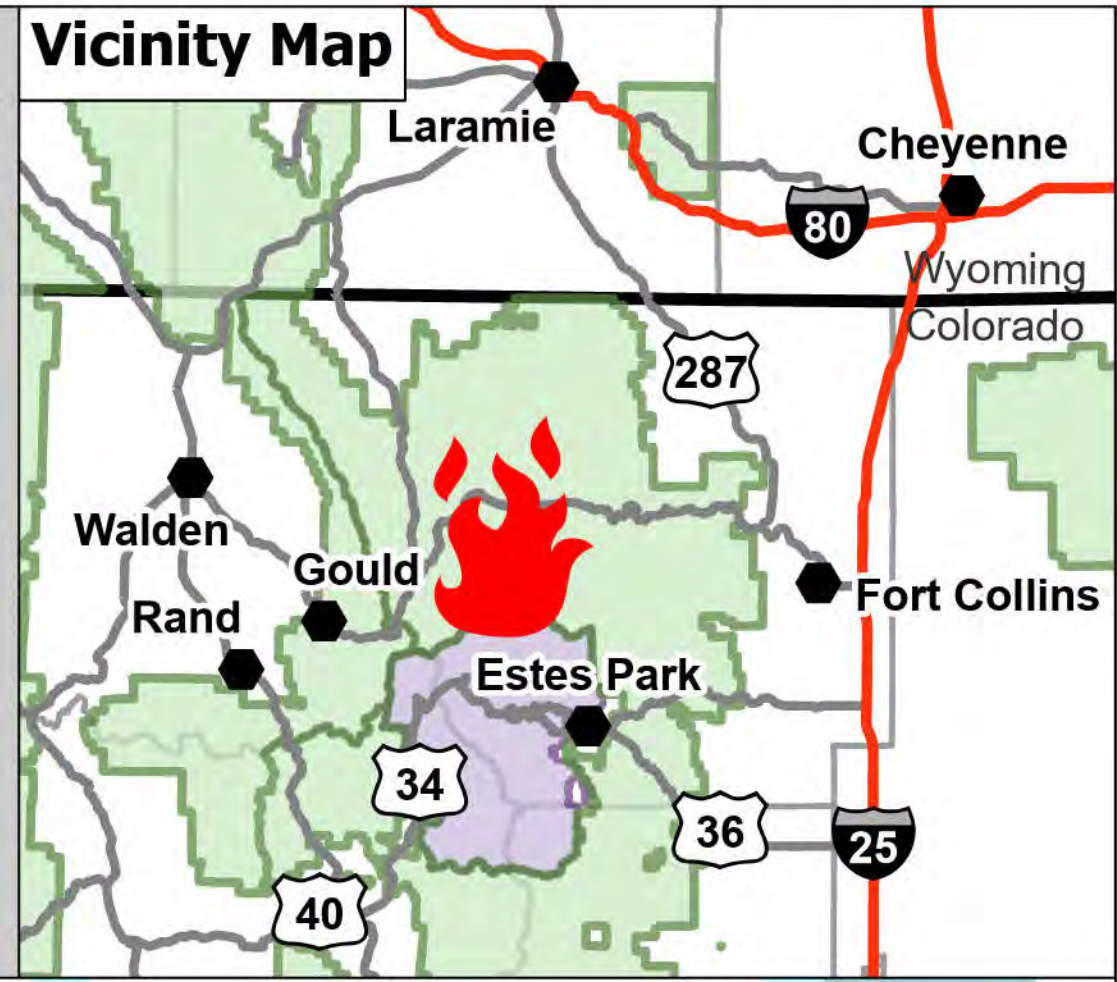 Vicinity Map
Laramie
Cheyenne
80
Wyoming
Colorado
287
Walden
Gould
Fort Collins
Rand
Estes Park
34
36
25
40